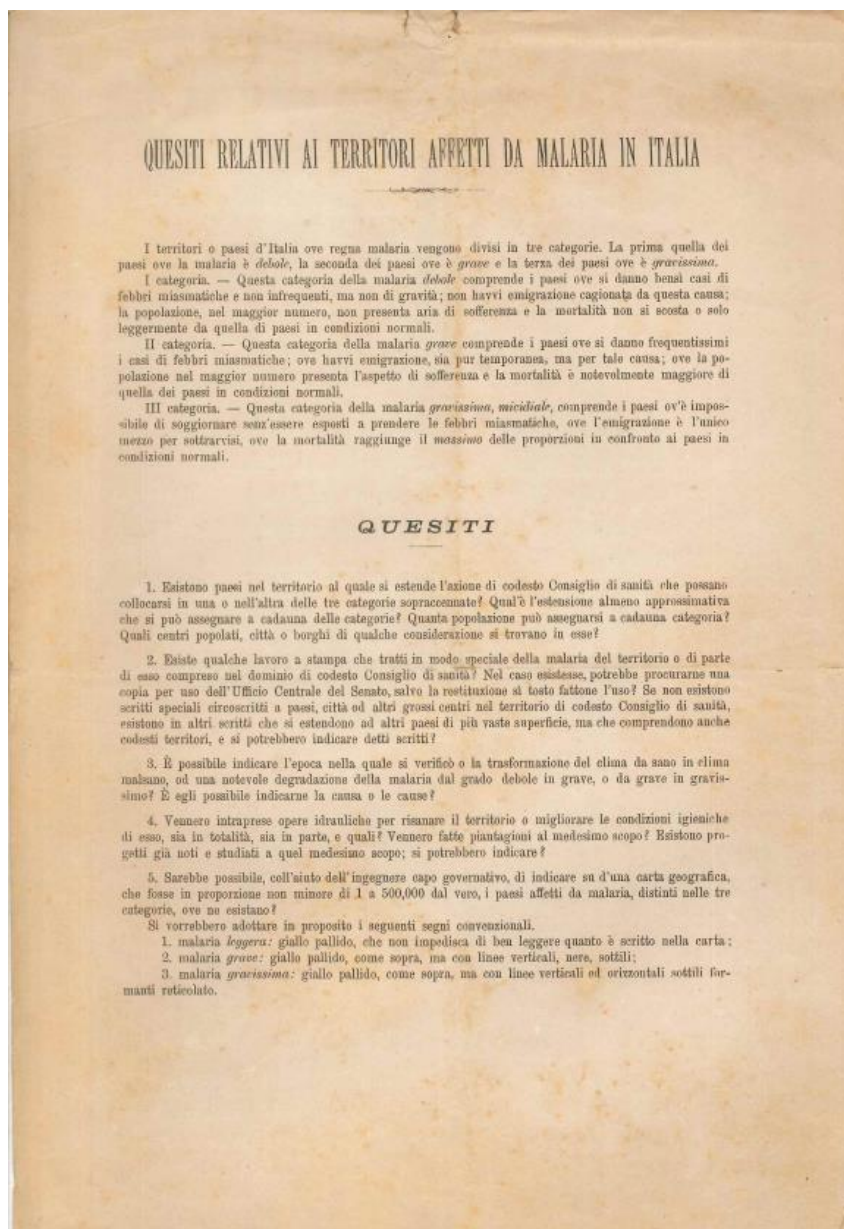 QUESITI RELATIVI AI TERRITORI AFFETTI DA MALARIA IN ITALIA
I territori o paesi d'Italia ove regna malaria vengono divisi in tre categorie. La prima quella dei
paesi ove la malaria è debole, la seconda dei paesi ove è grave e la terza dei paesi ove è gravissima.
I categoria. — Questa categoria della malaria debole comprende i paesi ove si danno bensì casi di
febbri miasmatiche e non infrequenti, ma non di gravità; non havvi emigrazione cagionata da questa causa;
la popolazione, nel maggior numero, non presenta aria di sofferenza e la mortalità non si scosta o solo
leggermente da quella di paesi in condizioni normali.
II categoria. — Questa categoria della malaria grave comprende i paesi ove si danno frequentissimi
i casi di febbri miasmatiche; ove havvi emigrazione, sia pur temporanea, ma per tale causa; ove la po-
polazione nel maggior numero presenta l'aspetto di sofferenza e la mortalità è notevolmente maggiore di
quella dei paesi in condizioni normali.
III categoria. — Questa categoria della malaria gravissima, micidiale, comprende i paesi ov'è impos-
sibile di soggiornare senz'essere esposti a prendere le febbri miasmatiche, ove l'emigrazione è l'unico
mezzo per sottrarvisi, ove la mortalità raggiunge il massimo delle proporzioni in confronto ai paesi in
condizioni normali.
QUESITI
1. Esistono paesi nel territorio al quale si estende l'azione di codesto Consiglio di sanità che possano
collocarsi in una o nell'altra delle tre categorie sopraccennate? Qual'è l'estensione almeno approssimativa
che si può assegnare a cadauna delle categorie? Quanta popolazione può assegnarsi a cadauna categoria?
Quali centri popolati, città o borghi di qualche considerazione si trovano in esse?
2. Esiste qualche lavoro a stampa che tratti in modo speciale della malaria del territorio o di parte
di esso compreso nel dominio di codesto Consiglio di sanità? Nel caso esistesse, potrebbe procurarne una
copia per uso dell'Ufficio Centrale del Senato, salvo la restituzione sì tosto fattone l'uso? Se non esistono
scritti speciali circoscritti a paesi, città od altri grossi centri nel territorio di codesto Consiglio di sanità,
esistono in altri scritti che si estendono ad altri paesi di più vaste superficie, ma che comprendono anche
codesti territori, e si potrebbero indicare detti scritti?
3. È possibile indicare l'epoca nella quale si verificò o la trasformazione del clima da sano in clima
malsano, od una notevole degradazione della malaria dal grado debole in grave, o da grave in gravis-
simo? È egli possibile indicarne la causa o le cause?
4. Vennero intraprese opere idrauliche per risanare il territorio o migliorare le condizioni igieniche
di esso, sia in totalità, sia in parte, e quali? Vennero fatte piantagioni al medesimo scopo? Esistono pro-
getti già noti e studiati a quel medesimo scopo; si potrebbero indicare?
5. Sarebbe possibile, coll'aiuto dell'ingegnere capo governativo, di indicare su d'una carta geografica,
che fosse in proporzione non minore di 1 a 500,000 dal vero, i paesi affetti da malaria, distinti nelle tre
categorie, ove ne esistano?
Si vorrebbero adottare in proposito i seguenti segni convenzionali.
1. malaria leggera: giallo pallido, che non impedisca di ben leggere quanto è scritto nella carta;
2. malaria grave: giallo pallido, come sopra, ma con linee verticali, nere, sottili;
3. malaria gravissima: giallo pallido, come sopra, ma con linee verticali ed orizzontali sottili for-
manti reticolato.